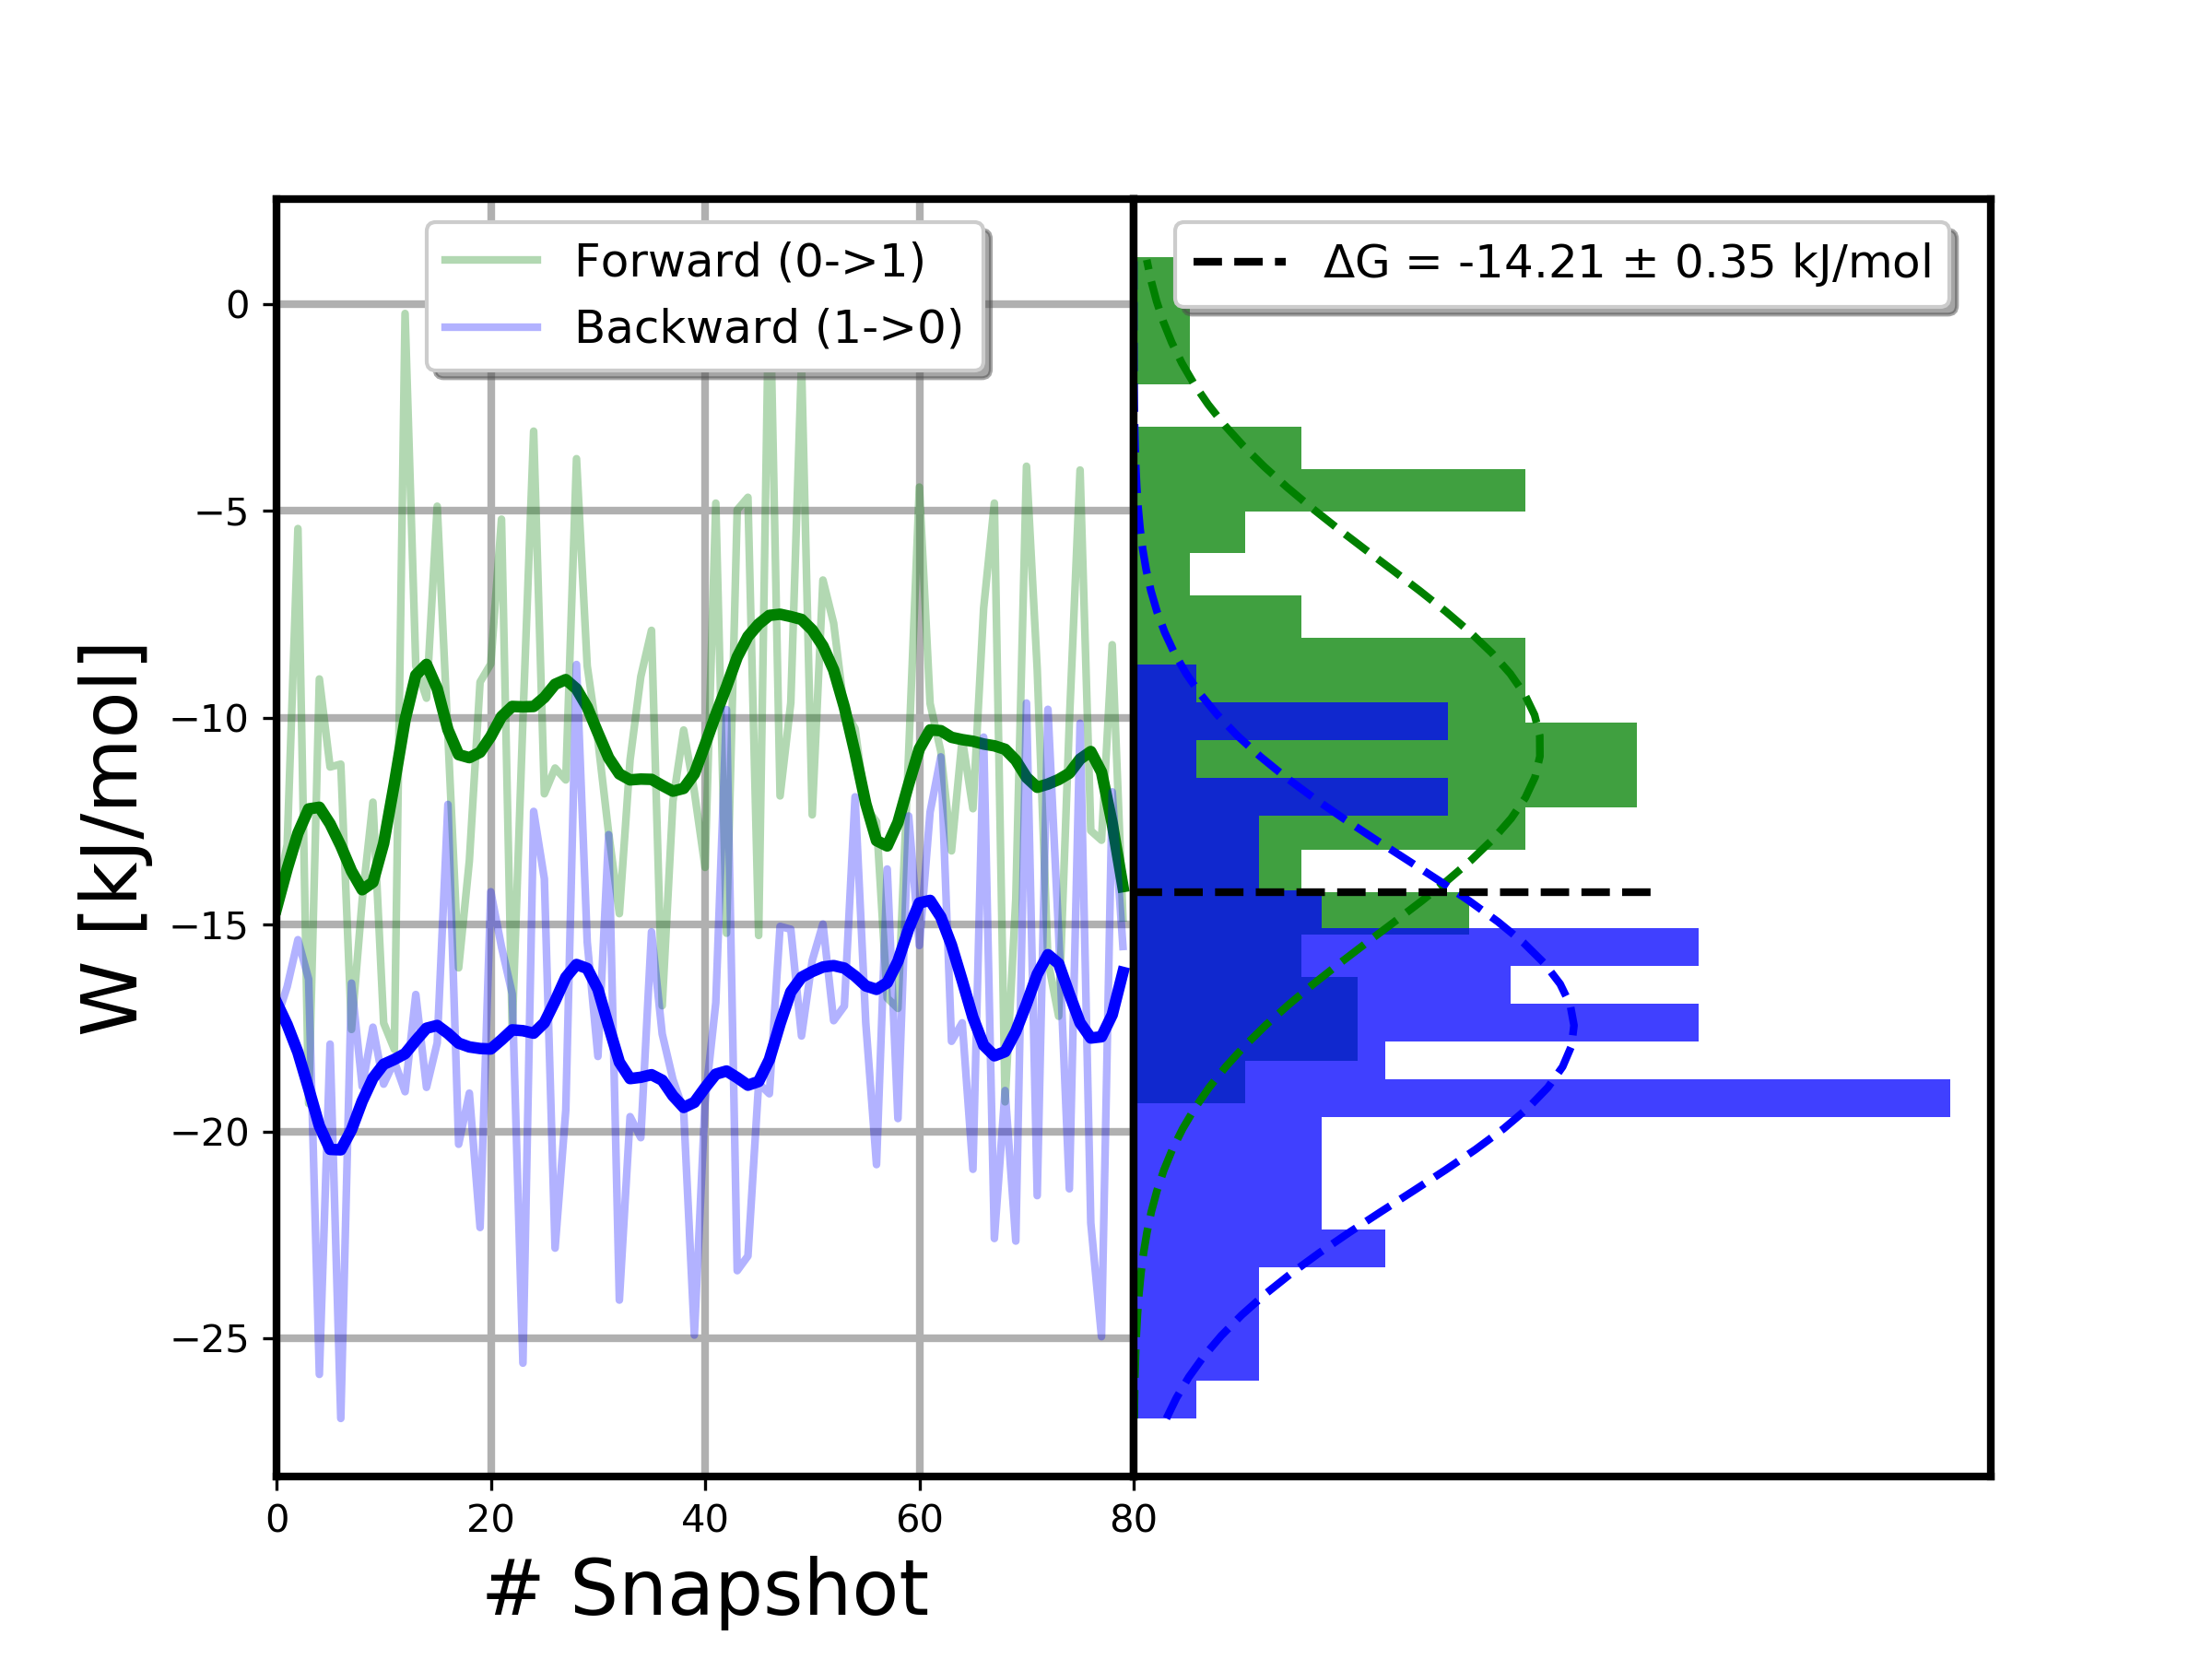 Forward (0->1)
Backward (1->0)
ΔG = -14.21 ± 0.35 kJ/mol
0
−5
−10
−15
−20
−25
W [kJ/mol]
0 20 40 60 80
# Snapshot